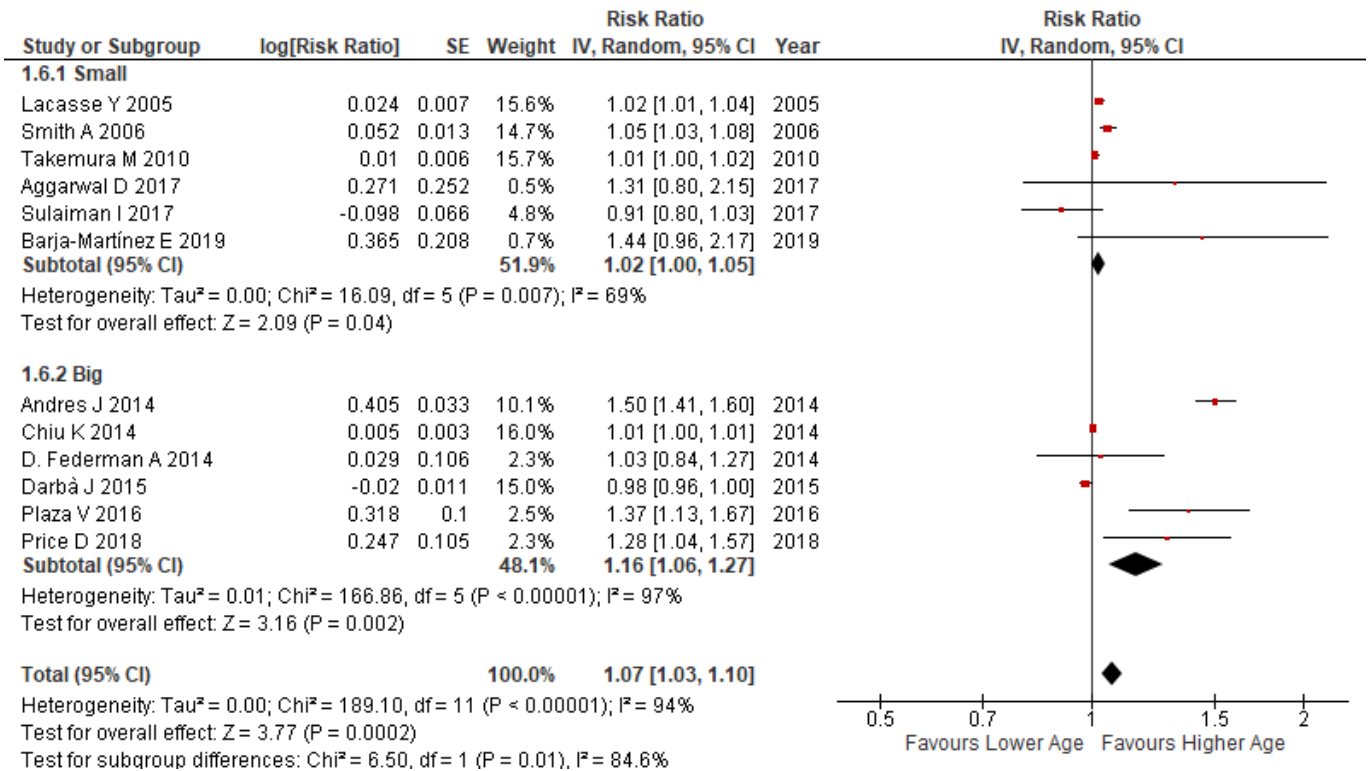 Risk Ratio Risk Ratio
Study or Subgroup log[Risk Ratio] SE Weight IV, Random, 95% CI Year IV, Random, 95% CI
1.6.1 Small
Lacasse Y 2005 0.024 0.007 15.6% 1.02 [1.01, 1.04] 2005
Smith A 2006 0.052 0.013 14.7% 1.05 [1.03, 1.08] 2006
Takemura M 2010 0.01 0.006 15.7% 1.01 [1.00, 1.02] 2010
Aggarwal D 2017 0.271 0.252 0.5% 1.31 [0.80, 2.15] 2017
Sulaiman I 2017 -0.098 0.066 4.8% 0.91 [0.80, 1.03] 2017
Barja-Martínez E 2019 0.365 0.208 0.7% 1.44 [0.96, 2.17] 2019
Subtotal (95% CI) 51.9% 1.02 [1.00, 1.05]
Heterogeneity: Tau² = 0.00; Chi² = 16.09, df = 5 (P = 0.007); I² = 69%
Test for overall effect: Z = 2.09 (P = 0.04)
1.6.2 Big
Andres J 2014 0.405 0.033 10.1% 1.50 [1.41, 1.60] 2014
Chiu K 2014 0.005 0.003 16.0% 1.01 [1.00, 1.01] 2014
D. Federman A 2014 0.029 0.106 2.3% 1.03 [0.84, 1.27] 2014
Darbà J 2015 -0.02 0.011 15.0% 0.98 [0.96, 1.00] 2015
Plaza V 2016 0.318 0.1 2.5% 1.37 [1.13, 1.67] 2016
Price D 2018 0.247 0.105 2.3% 1.28 [1.04, 1.57] 2018
Subtotal (95% CI) 48.1% 1.16 [1.06, 1.27]
Heterogeneity: Tau² = 0.01; Chi² = 166.86, df = 5 (P < 0.00001); I² = 97%
Test for overall effect: Z = 3.16 (P = 0.002)
Total (95% CI) 100.0% 1.07 [1.03, 1.10]
Heterogeneity: Tau² = 0.00; Chi² = 189.10, df = 11 (P < 0.00001); I² = 94%
Test for overall effect: Z = 3.77 (P = 0.0002)
Test for subgroup differences: Chi² = 6.50, df = 1 (P = 0.01), I² = 84.6%
0.5 0.7 1 1.5 2
Favours Lower Age Favours Higher Age